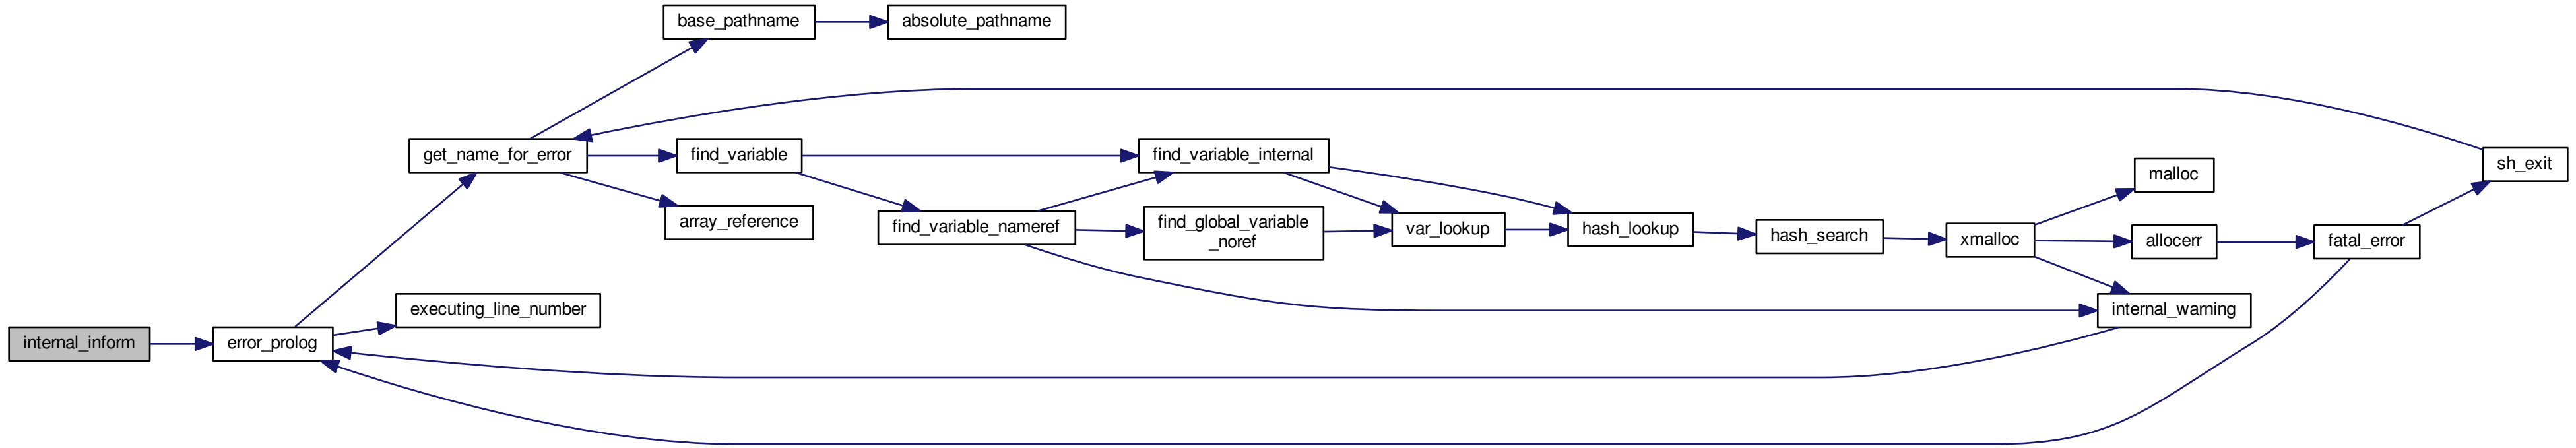 base_pathname
absolute_pathname
get_name_for_error
find_variable
find_variable_internal
sh_exit
malloc
array_reference
find_variable_nameref
find_global_variable
_noref
var_lookup
hash_lookup
hash_search
xmalloc
allocerr
fatal_error
executing_line_number
internal_warning
internal_inform
error_prolog